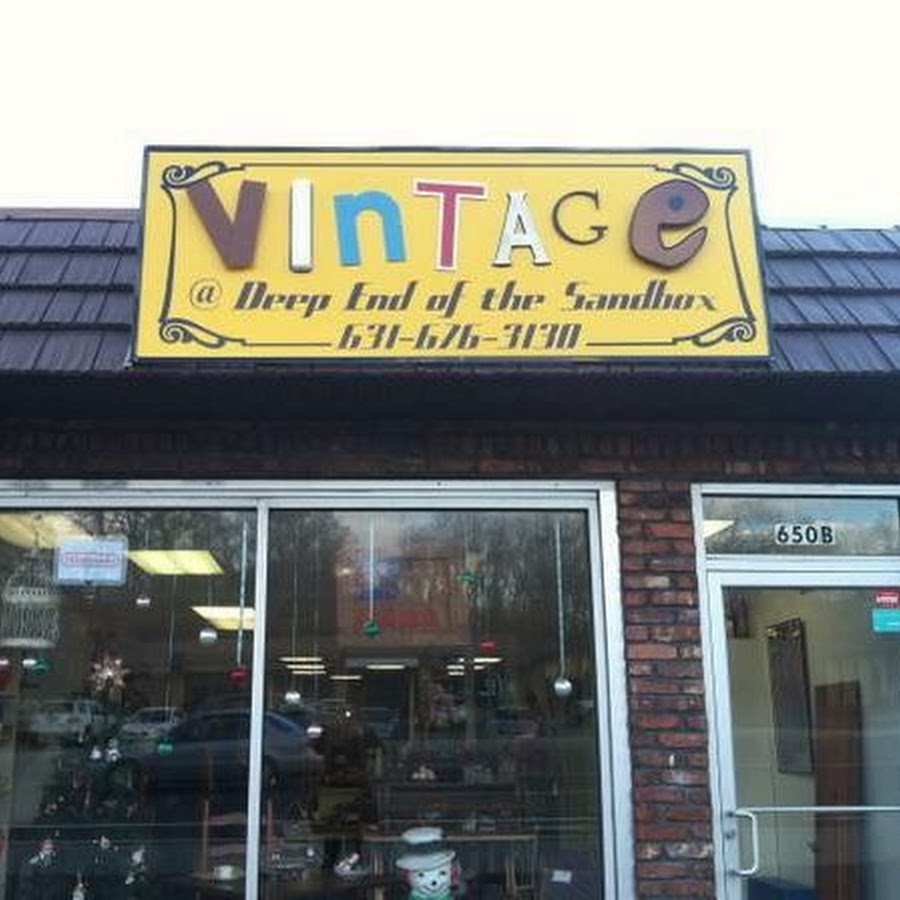 VInTAGe
@ Deep End of the Sandbox
631-676-3130
650B